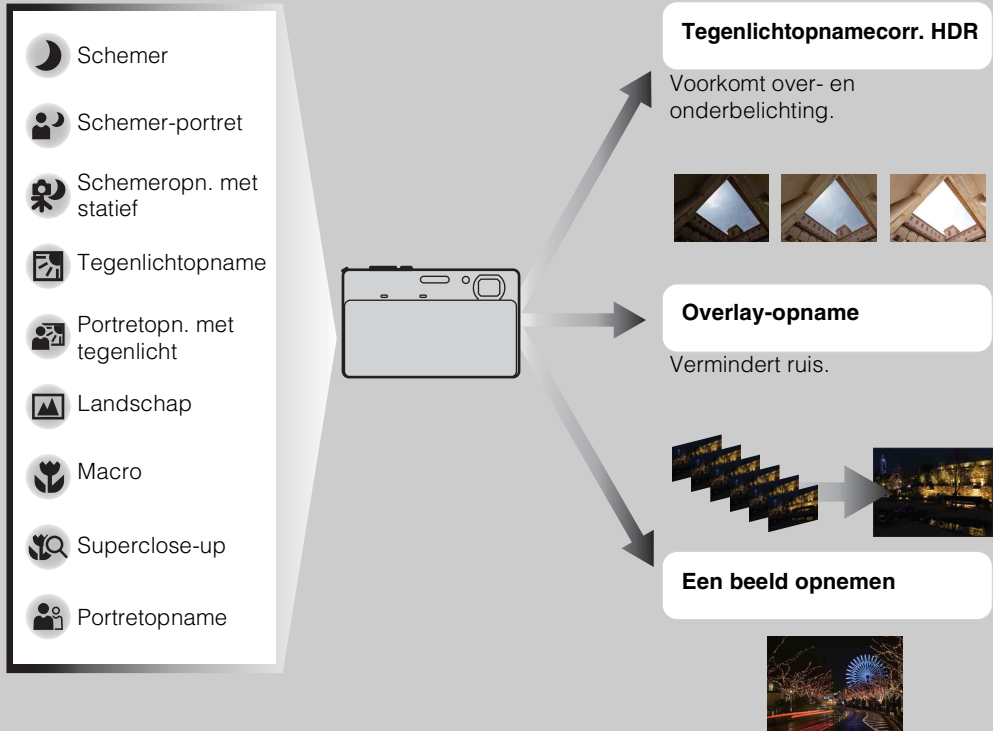 Schemer
Schemer-portret
Schemeropn. met
statief
Tegenlichtopname
Portretopn. met
tegenlicht
Landschap
Macro
Superclose-up
Portretopname
Tegenlichtopnamecorr. HDR
Voorkomt over- en
onderbelichting.
Overlay-opname
Vermindert ruis.
Een beeld opnemen